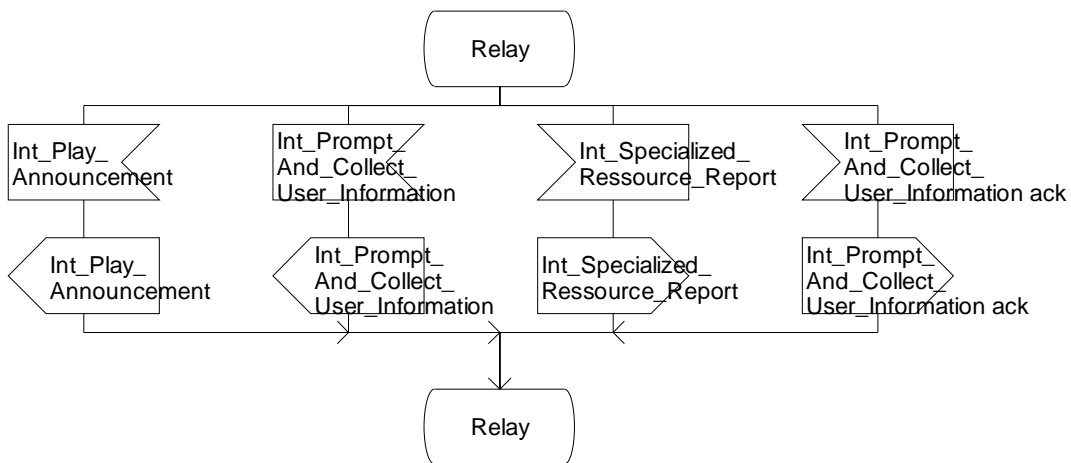 Relay
Int_Play_
Announcement
Int_Prompt_
And_Collect_
User_Information
Int_Specialized_
Ressource_Report
Int_Prompt_
And_Collect_
User_Information ack
Int_Play_
Announcement
Int_Prompt_
And_Collect_
User_Information
Int_Specialized_
Ressource_Report
Int_Prompt_
And_Collect_
User_Information ack
Relay